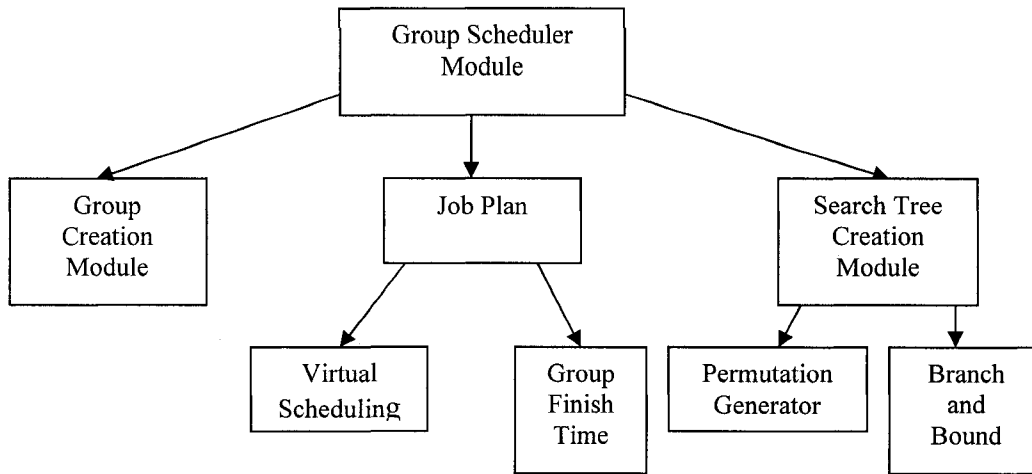 Group Scheduler
Module
Group
Creation
Module
Job Plan
Search Tree
Creation
Module
Virtual
Scheduling
Group
Finish
Time
Permutation
Generator
Branch
and
Bound